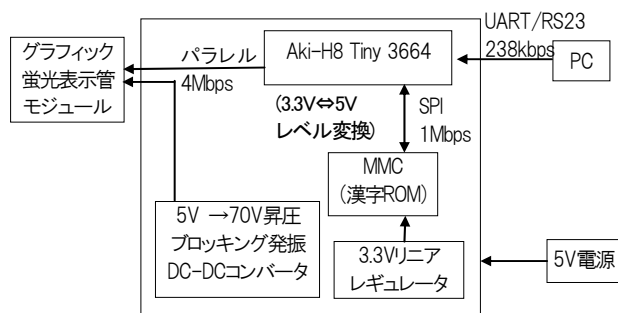 グラフィック
蛍光表示管
モジュール
パラレル
4Mbps
Aki-H8 Tiny 3664
UART/RS23
238kbps
PC
(3.3V⇔5V
レベル変換)
SPI
1Mbps
MMC
(漢字ROM)
5V →70V昇圧
ブロッキング発振
DC-DCコンバータ
3.3Vリニア
レギュレータ
5V電源